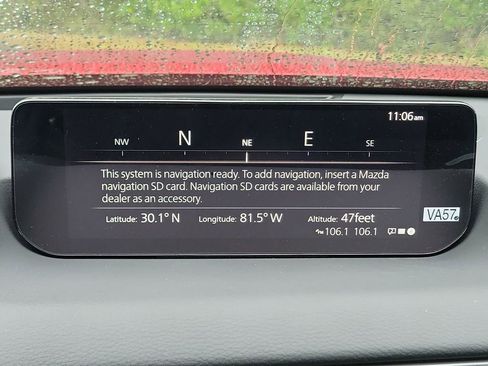 11:06am
NW N NE E SE
This system is navigation ready. To add navigation, insert a Mazda
navigation SD card. Navigation SD cards are available from your
dealer as an accessory.
Latitude: 30.1° N Longitude: 81.5° W Altitude: 47feet
VA57
FM 106.1 106.1